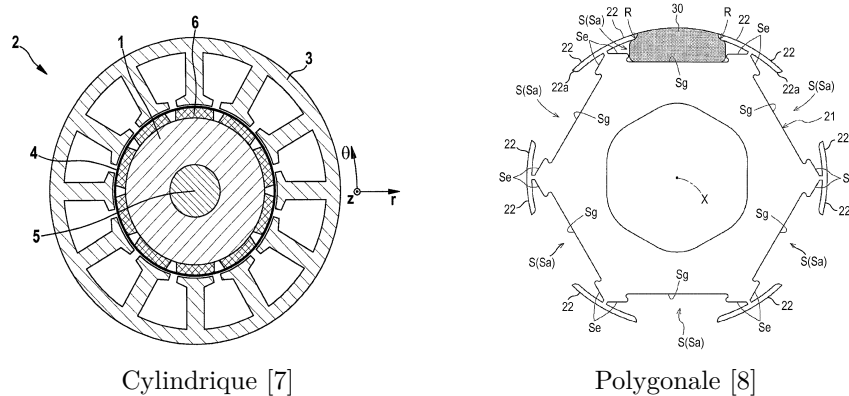 6
1
2
3
4
θ
z
r
5
Cylindrique [7]
30
22 R R 22
S(Sa) Se
Se
22 22
22a 22a
Sg
S(Sa) S(Sa)
Sg Sg 21
22 22
Se S
22 X 22
Sg Sg
S(Sa) S(Sa)
Sg
22 22
Se Se
S(Sa)
Polygonale [8]